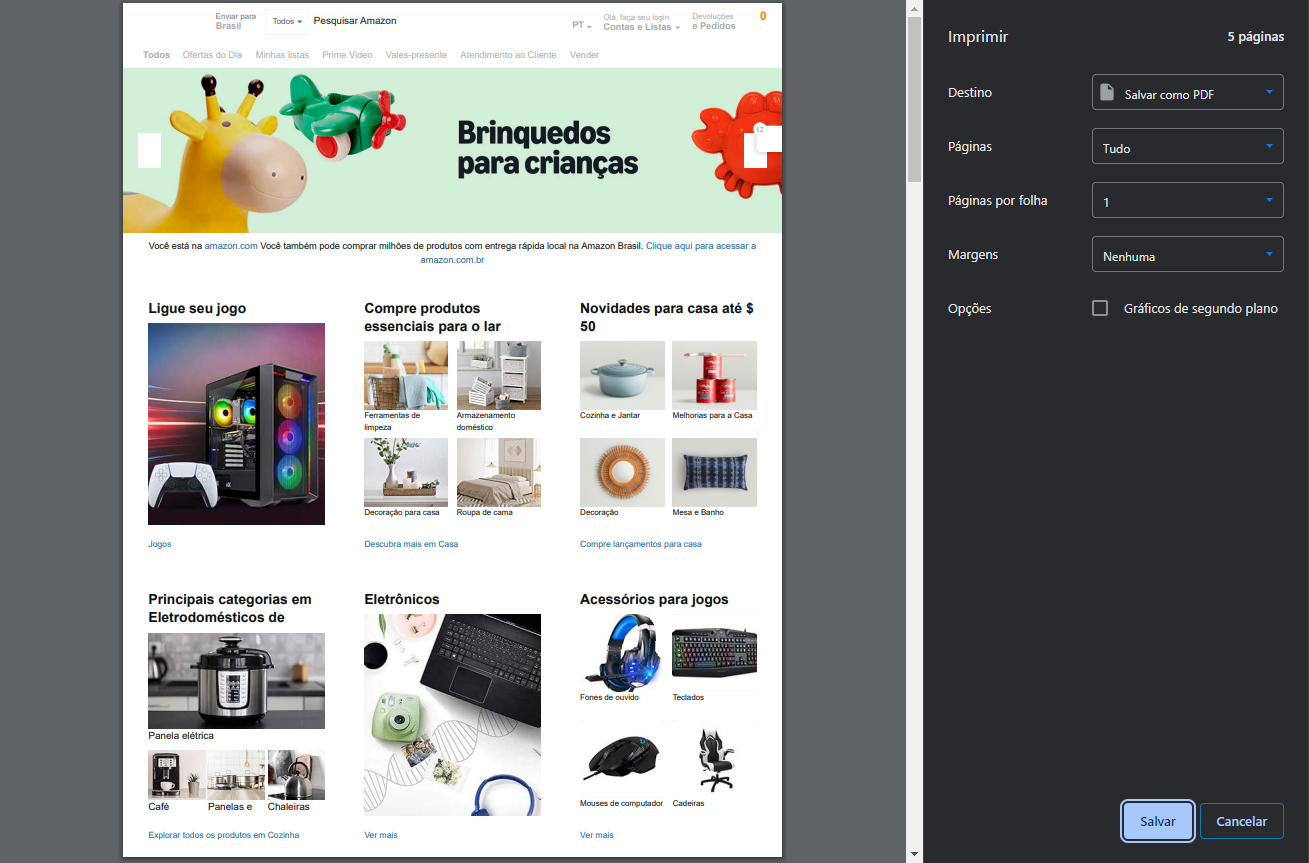 Enviar para
Brasil
Todos
Pesquisar Amazon
PT
Olá, faça seu login
Contas e Listas
Devoluções
e Pedidos
0
Todos Ofertas do Dia Minhas listas Prime Video Vales-presente Atendimento ao Cliente Vender
Brinquedos
para crianças
12
Você está na amazon.com Você também pode comprar milhões de produtos com entrega rápida local na Amazon Brasil. Clique aqui para acessar a
amazon.com.br
Ligue seu jogo
Jogos
Compre produtos
essenciais para o lar
Ferramentas de
limpeza
Armazenamento
doméstico
Decoração para casa
Roupa de cama
Descubra mais em Casa
Novidades para casa até $
50
Cozinha e Jantar
Melhorias para a Casa
Decoração
Mesa e Banho
Compre lançamentos para casa
Principais categorias em
Eletrodomésticos de
Panela elétrica
Café
Panelas e
Chaleiras
Explorar todos os produtos em Cozinha
Eletrônicos
Ver mais
Acessórios para jogos
Fones de ouvido
Teclados
Mouses de computador
Cadeiras
Ver mais
Imprimir
5 páginas
Destino
Salvar como PDF
Páginas
Tudo
Páginas por folha
1
Margens
Nenhuma
Opções
Gráficos de segundo plano
Salvar
Cancelar